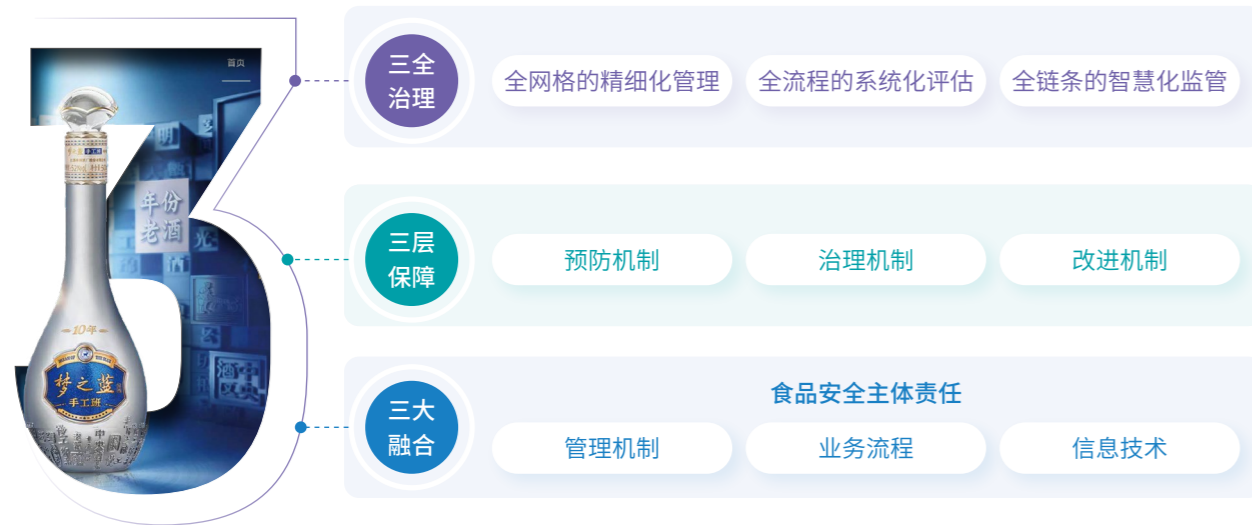 首页
三全
治理
全网格的精细化管理
全流程的系统化评估
全链条的智慧化监管
年份
老酒
三层
保障
预防机制
治理机制
改进机制
10年
梦之蓝
手工班
三大
融合
食品安全主体责任
管理机制
业务流程
信息技术